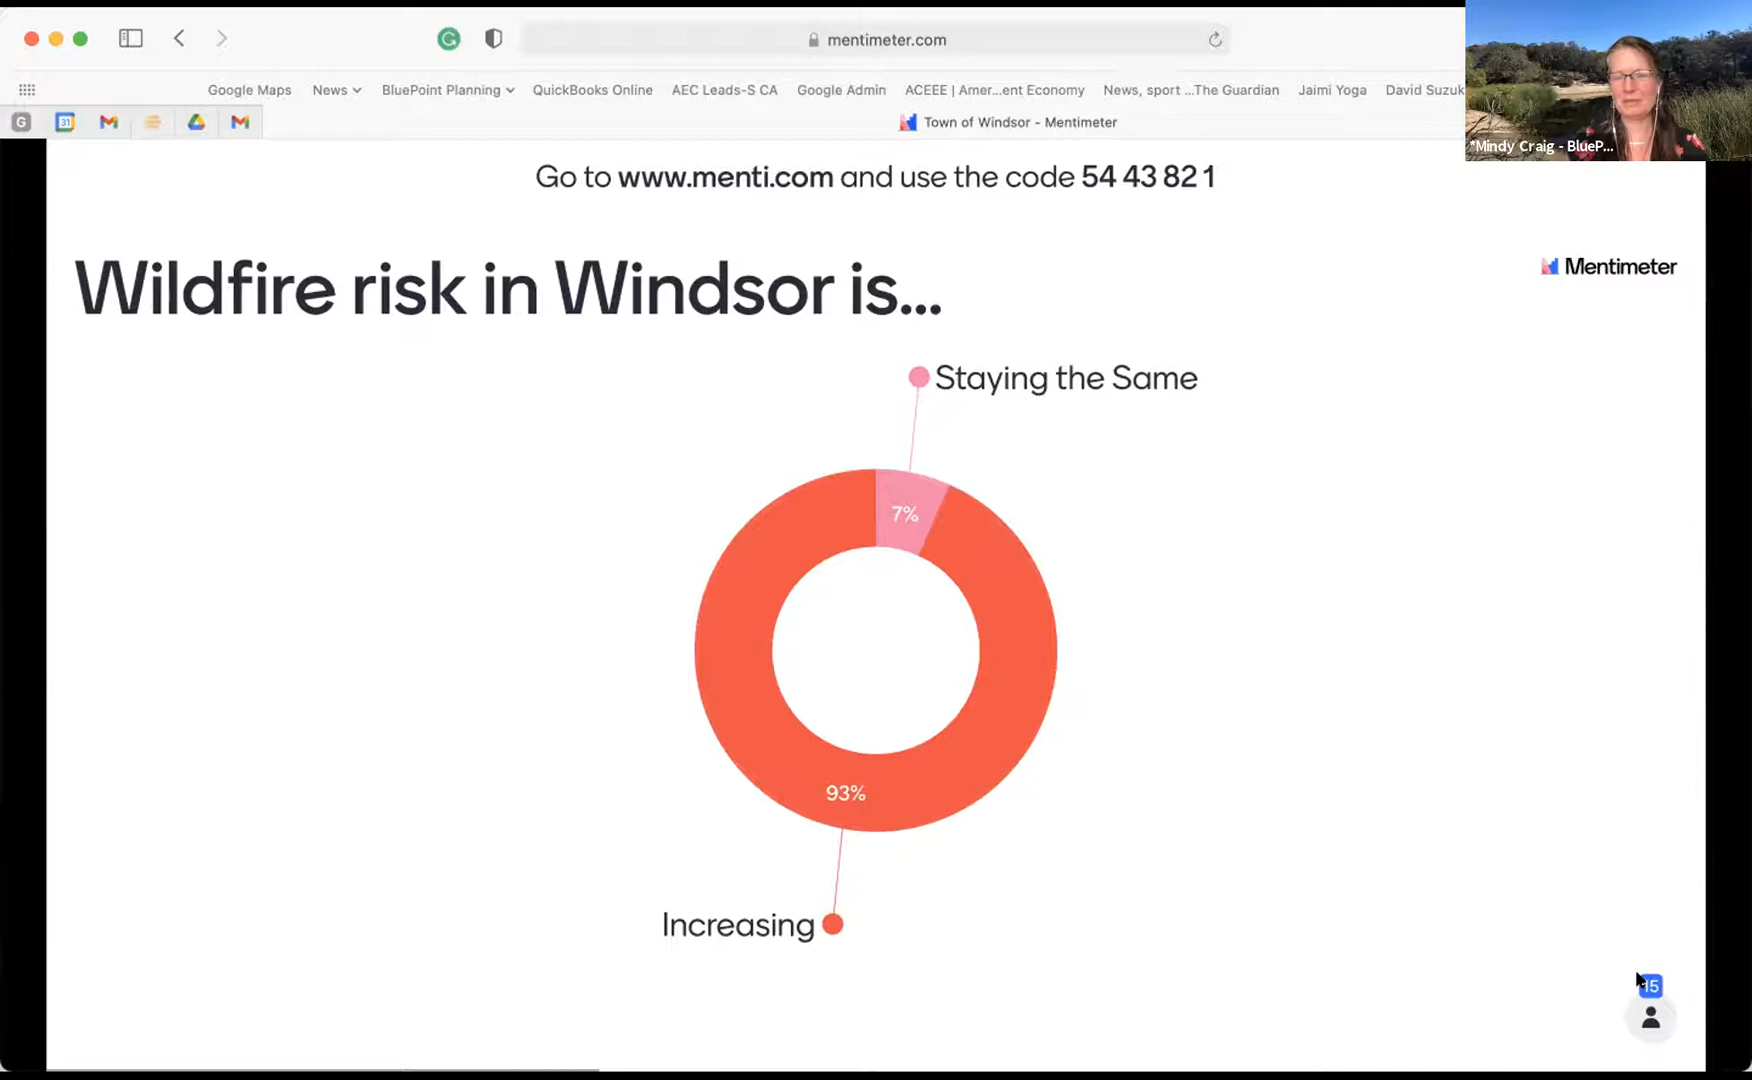 mentimeter.com
Google Maps News BluePoint Planning QuickBooks Online AEC Leads-S CA Google Admin ACEEE | Amer...ent Economy News, sport ...The Guardian Jaimi Yoga David Suzuk
G 31 Town of Windsor - Mentimeter
*Mindy Craig - BlueP...
Go to www.menti.com and use the code 54 43 82 1
Mentimeter
Wildfire risk in Windsor is...
Staying the Same
7%
93%
Increasing
15